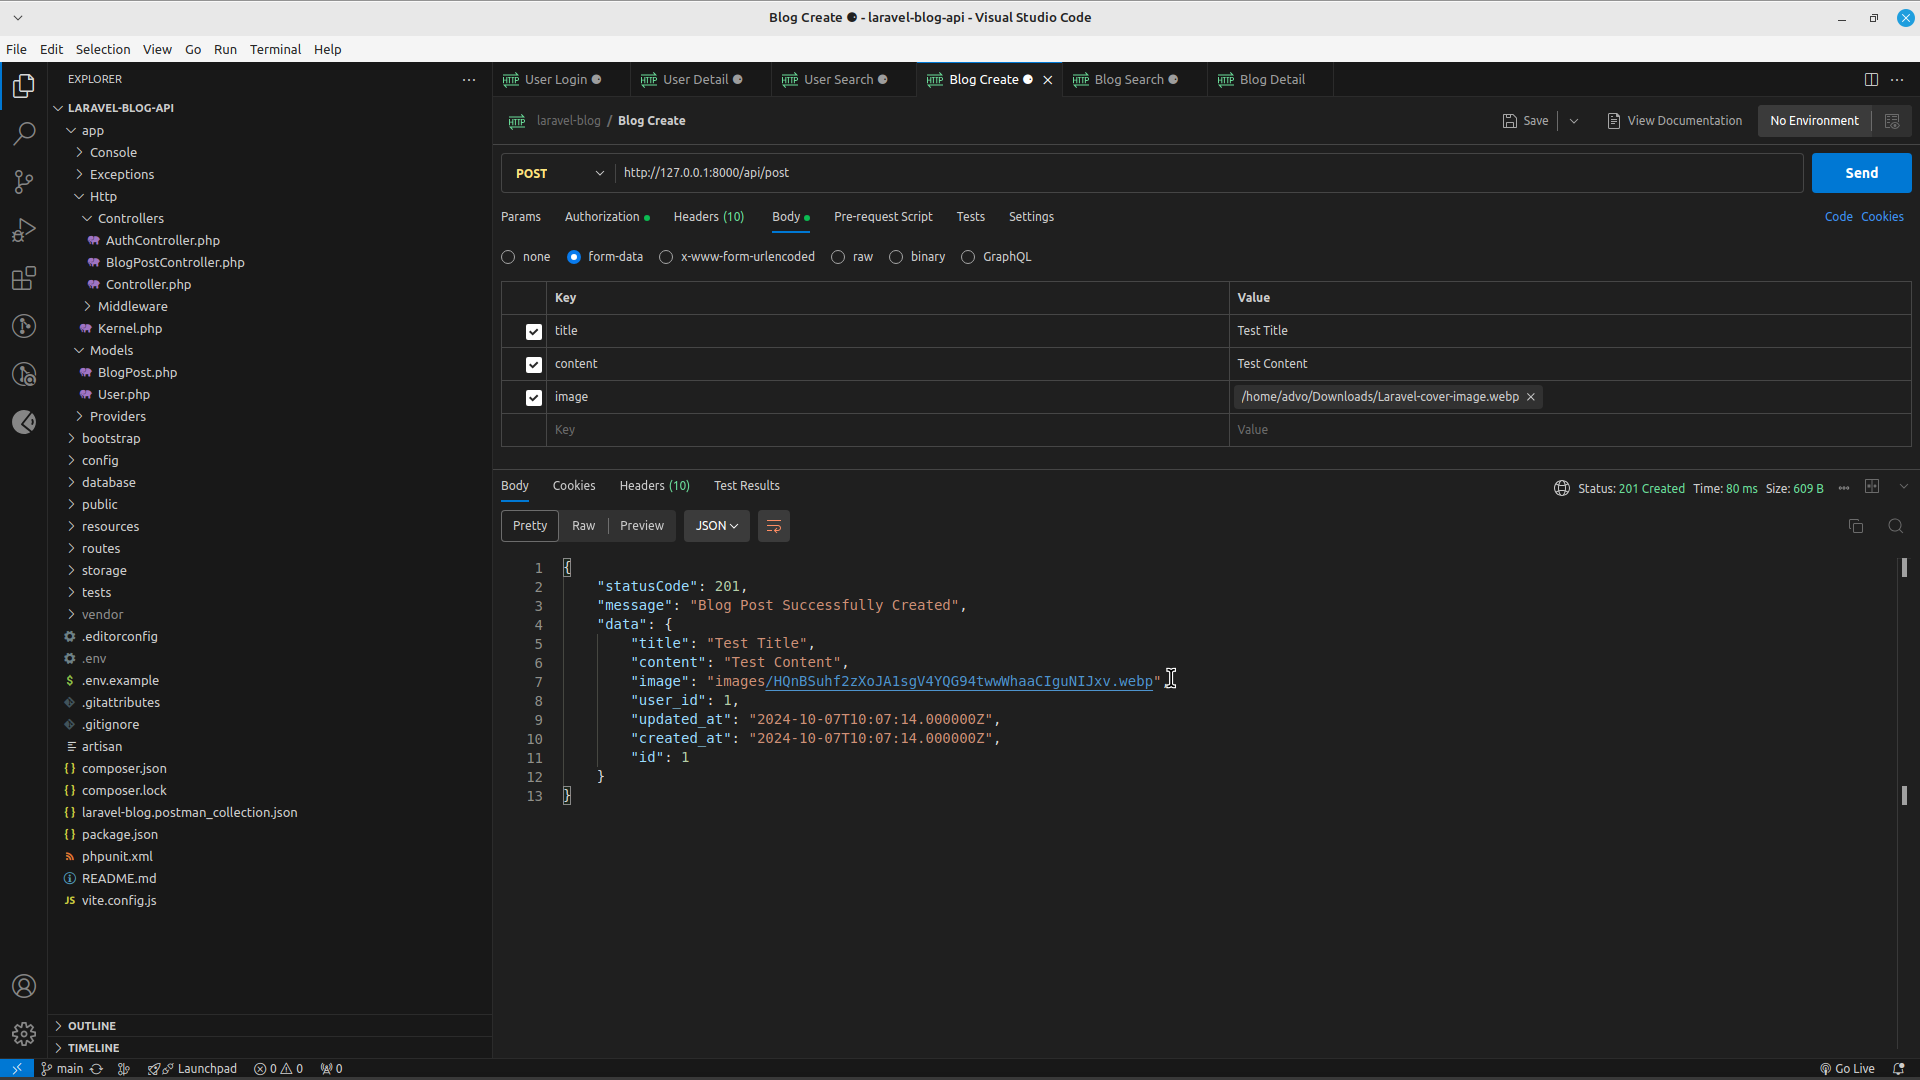 Blog Create ● - laravel-blog-api - Visual Studio Code
File Edit Selection View Go Run Terminal Help
EXPLORER
LARAVEL-BLOG-API
app
Console
Exceptions
Http
Controllers
AuthController.php
BlogPostController.php
Controller.php
Middleware
Kernel.php
Models
BlogPost.php
User.php
Providers
bootstrap
config
database
public
resources
routes
storage
tests
vendor
.editorconfig
.env
$ .env.example
.gitattributes
.gitignore
artisan
{} composer.json
{} composer.lock
{} laravel-blog.postman_collection.json
{} package.json
phpunit.xml
README.md
JS vite.config.js
OUTLINE
TIMELINE
HTTP User Login HTTP User Detail HTTP User Search HTTP Blog Create HTTP Blog Search HTTP Blog Detail
HTTP laravel-blog / Blog Create
Save View Documentation No Environment
POST http://127.0.0.1:8000/api/post Send
Params Authorization Headers (10) Body Pre-request Script Tests Settings Code Cookies
none form-data x-www-form-urlencoded raw binary GraphQL
Key Value
title Test Title
content Test Content
image /home/advo/Downloads/Laravel-cover-image.webp
Key Value
Body Cookies Headers (10) Test Results Status: 201 Created Time: 80 ms Size: 609 B
Pretty Raw Preview JSON
1 {
2 "statusCode": 201,
3 "message": "Blog Post Successfully Created",
4 "data": {
5 "title": "Test Title",
6 "content": "Test Content",
7 "image": "images/HQnBSuhf2zXoJA1sgV4YQG94twwWhaaCIguNIJxv.webp",
8 "user_id": 1,
9 "updated_at": "2024-10-07T10:07:14.000000Z",
10 "created_at": "2024-10-07T10:07:14.000000Z",
11 "id": 1
12 }
13 }
main Launchpad 0 0 0 Go Live